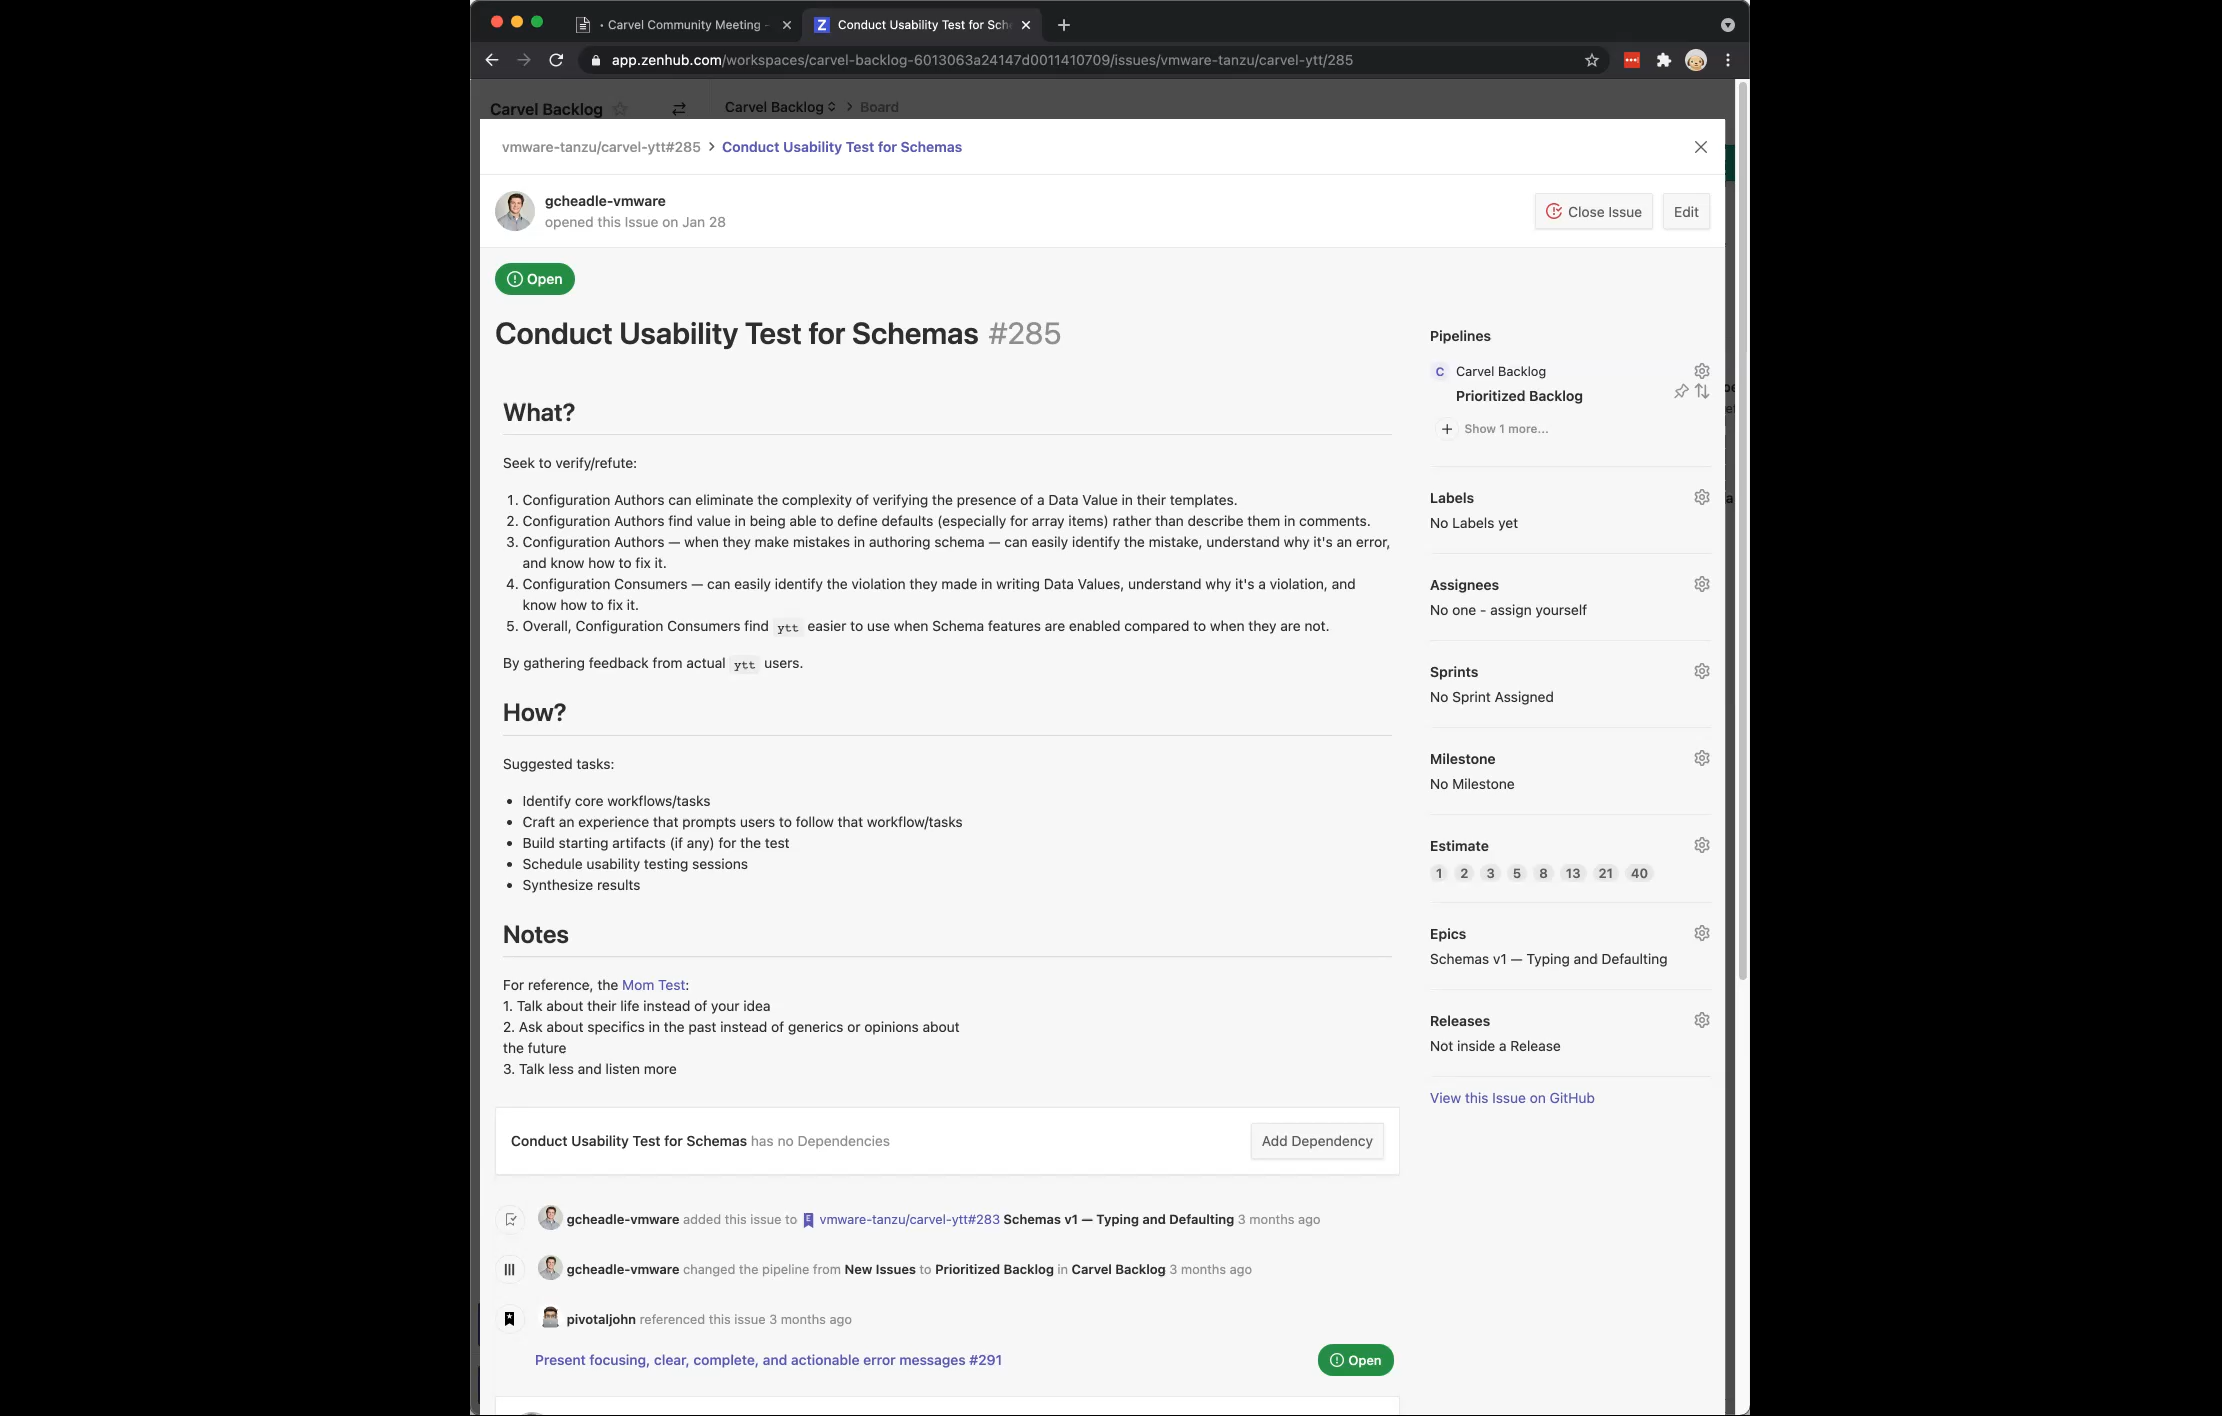 · Carvel Community Meeting -
Conduct Usability Test for Sch
app.zenhub.com/workspaces/carvel-backlog-6013063a24147d0011410709/issues/vmware-tanzu/carvel-ytt/285
Carvel Backlog
Carvel Backlog > Board
vmware-tanzu/carvel-ytt#285 > Conduct Usability Test for Schemas
gcheadle-vmware
opened this Issue on Jan 28
Close Issue
Edit
Open
Conduct Usability Test for Schemas #285
What?
Seek to verify/refute:
1. Configuration Authors can eliminate the complexity of verifying the presence of a Data Value in their templates.
2. Configuration Authors find value in being able to define defaults (especially for array items) rather than describe them in comments.
3. Configuration Authors — when they make mistakes in authoring schema — can easily identify the mistake, understand why it's an error,
and know how to fix it.
4. Configuration Consumers — can easily identify the violation they made in writing Data Values, understand why it's a violation, and
know how to fix it.
5. Overall, Configuration Consumers find ytt easier to use when Schema features are enabled compared to when they are not.
By gathering feedback from actual ytt users.
How?
Suggested tasks:
• Identify core workflows/tasks
• Craft an experience that prompts users to follow that workflow/tasks
• Build starting artifacts (if any) for the test
• Schedule usability testing sessions
• Synthesize results
Notes
For reference, the Mom Test:
1. Talk about their life instead of your idea
2. Ask about specifics in the past instead of generics or opinions about
the future
3. Talk less and listen more
Conduct Usability Test for Schemas has no Dependencies
Add Dependency
gcheadle-vmware added this issue to vmware-tanzu/carvel-ytt#283 Schemas v1 — Typing and Defaulting 3 months ago
gcheadle-vmware changed the pipeline from New Issues to Prioritized Backlog in Carvel Backlog 3 months ago
pivotaljohn referenced this issue 3 months ago
Present focusing, clear, complete, and actionable error messages #291
Open
Pipelines
C Carvel Backlog
Prioritized Backlog
+ Show 1 more...
Labels
No Labels yet
Assignees
No one - assign yourself
Sprints
No Sprint Assigned
Milestone
No Milestone
Estimate
1 2 3 5 8 13 21 40
Epics
Schemas v1 — Typing and Defaulting
Releases
Not inside a Release
View this Issue on GitHub